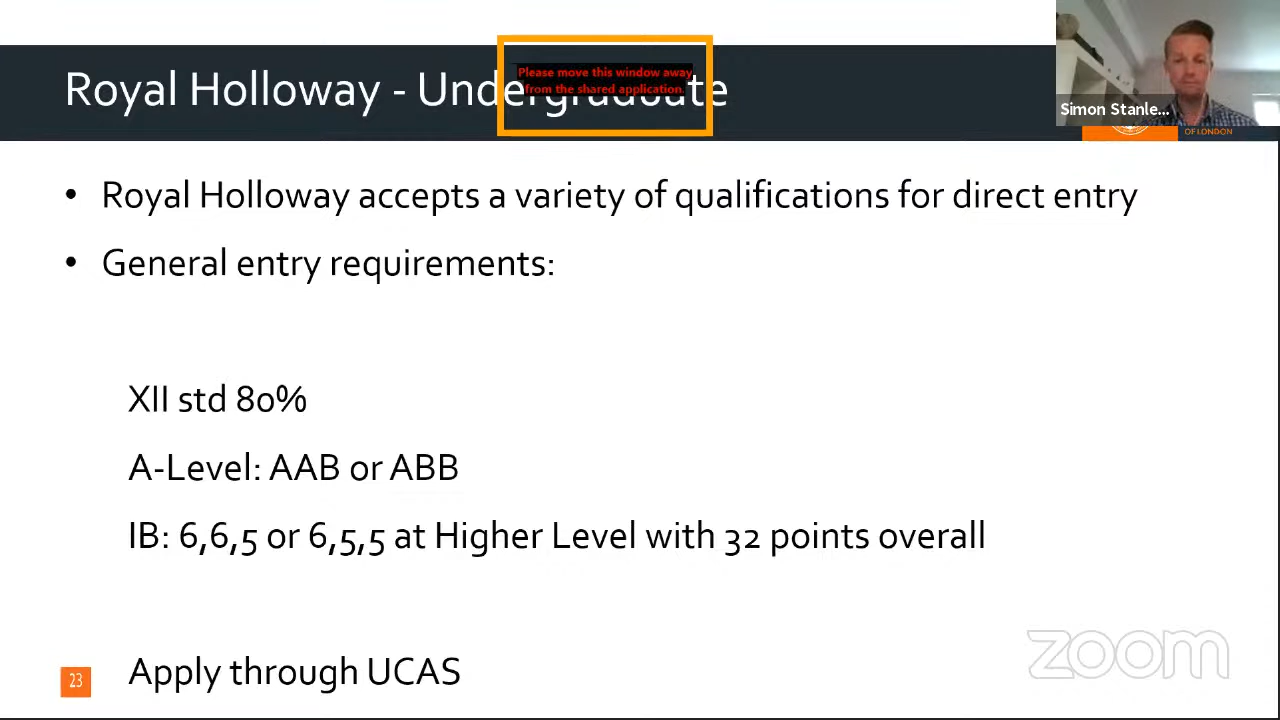 Royal Holloway - Undergraduate
Please move this window away
from the shared application.
Simon Stanle...
OF LONDON
• Royal Holloway accepts a variety of qualifications for direct entry
• General entry requirements:
XII std 80%
A-Level: AAB or ABB
IB: 6,6,5 or 6,5,5 at Higher Level with 32 points overall
Apply through UCAS
23
zoom